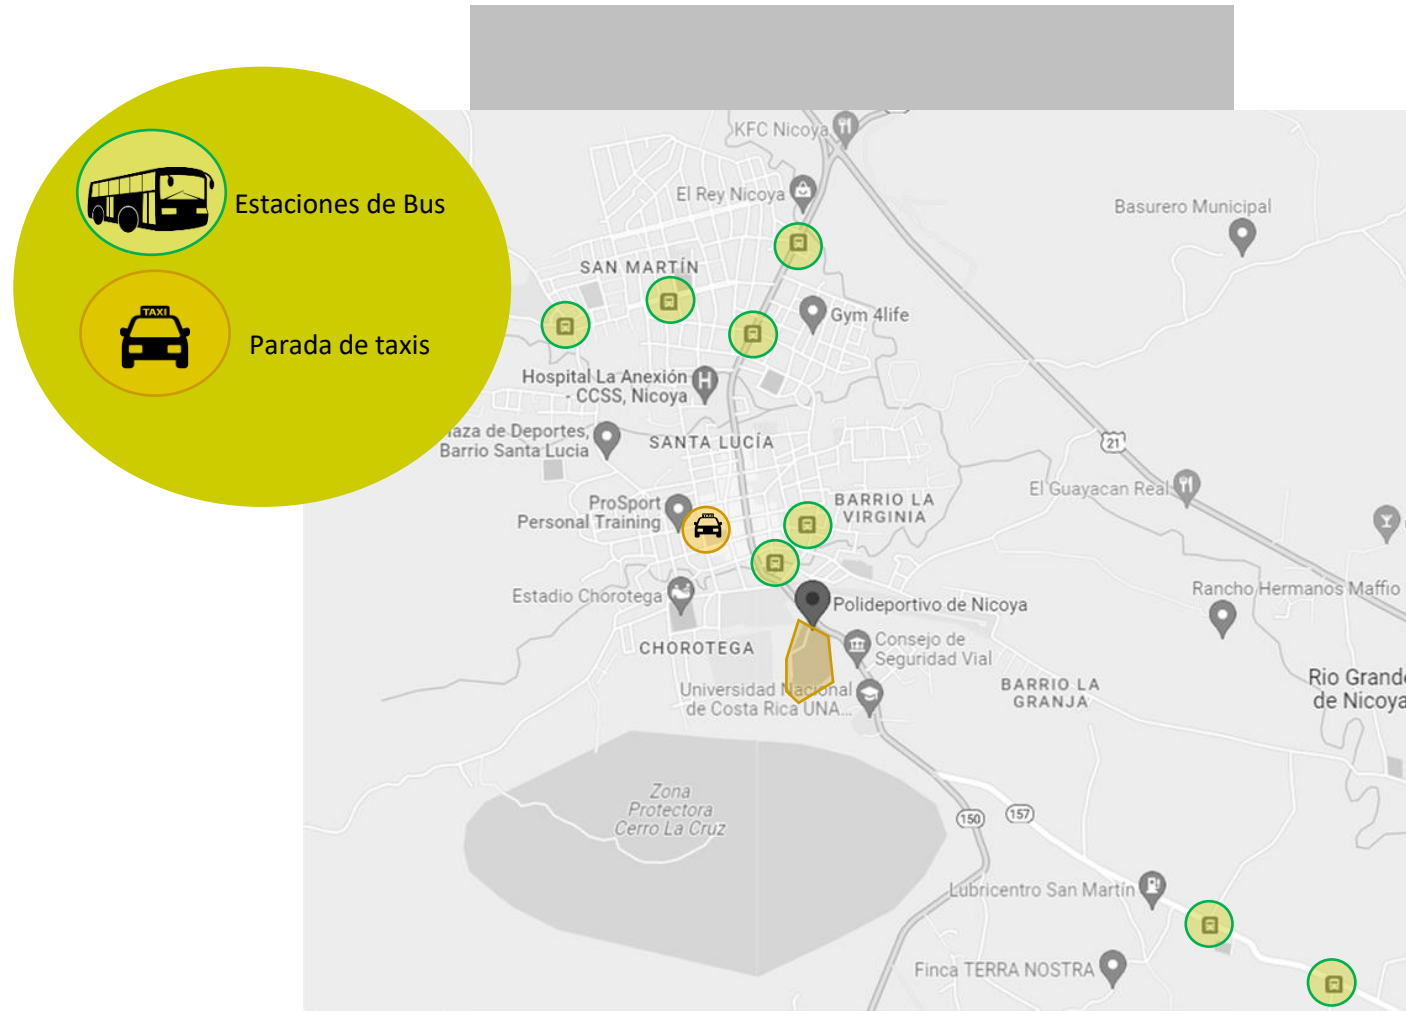 TAXI
Estaciones de Bus
Parada de taxis
KFC Nicoya
El Rey Nicoya
Basurero Municipal
SAN MARTÍN
Gym 4life
Hospital La Anexión
- CCSS, Nicoya
21
laza de Deportes,
Barrio Santa Lucia
SANTA LUCÍA
El Guayacan Real
ProSport
Personal Training
TAXI
BARRIO LA
VIRGINIA
Estadio Chorotega
Rancho Hermanos Maffio
Polideportivo de Nicoya
CHOROTEGA
Consejo de
Seguridad Vial
Universidad Nacional
de Costa Rica UNA...
BARRIO LA
GRANJA
Rio Grande
de Nicoya
Zona
Protectora
Cerro La Cruz
150
157
Lubricentro San Martín
Finca TERRA NOSTRA
H